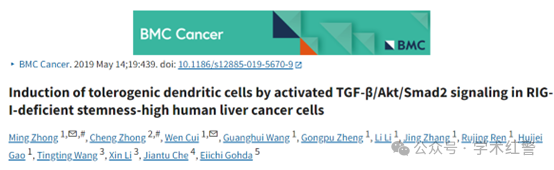 BMC Cancer
BMC
▸ BMC Cancer. 2019 May 14;19:439. doi: 10.1186/s12885-019-5670-9
Induction of tolerogenic dendritic cells by activated TGF-β/Akt/Smad2 signaling in RIG-
I-deficient stemness-high human liver cancer cells
Ming Zhong 1,✉,#, Cheng Zhong 2,#, Wen Cui 1,✉, Guanghui Wang 1, Gongpu Zheng 1, Li Li 1, Jing Zhang 1, Rujing Ren 1, Huijie
Gao 1, Tingting Wang 3, Xin Li 3, Jiantu Che 4, Eiichi Gohda 5
公众号 · 学术红警